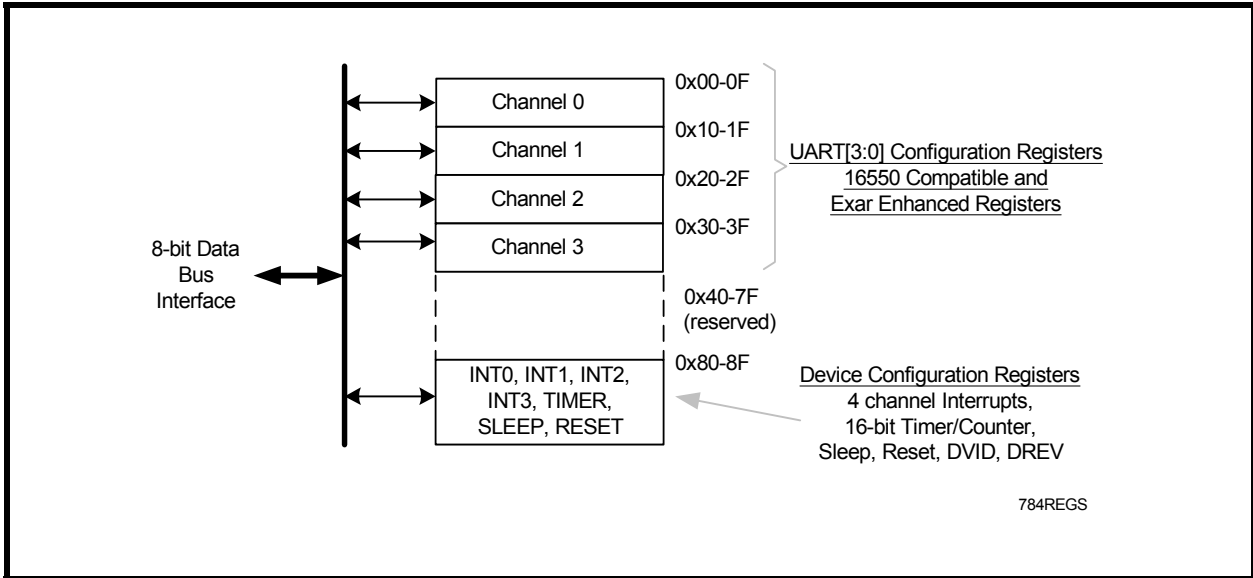 0x00-0F
Channel 0
0x10-1F
Channel 1
0x20-2F
Channel 2
0x30-3F
Channel 3
UART[3:0] Configuration Registers
16550 Compatible and
Exar Enhanced Registers
8-bit Data
Bus
Interface
0x40-7F
(reserved)
0x80-8F
INT0, INT1, INT2,
INT3, TIMER,
SLEEP, RESET
Device Configuration Registers
4 channel Interrupts,
16-bit Timer/Counter,
Sleep, Reset, DVID, DREV
784REGS